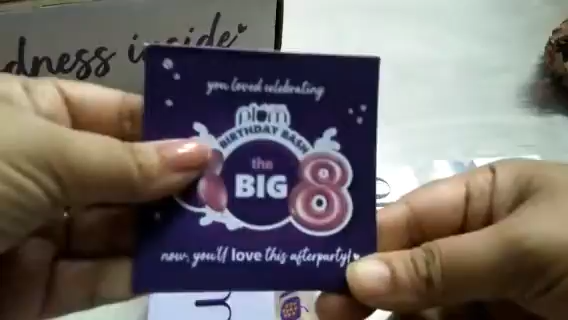 dness inside
you loved celebrating
plum
BIRTHDAY BASH
the
BIG 8
now, you'll love this afterparty!
m